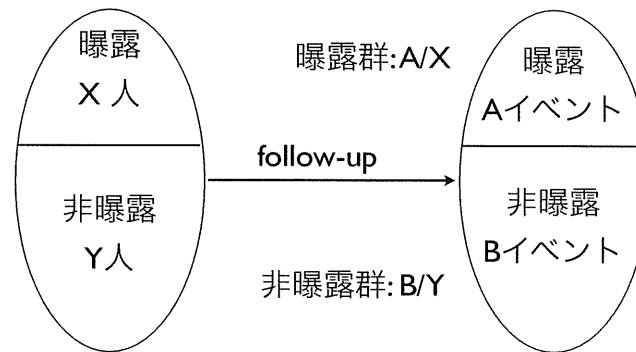 曝露
X 人
非曝露
Y人
曝露群:A/X
follow-up
非曝露群:B/Y
曝露
Aイベント
非曝露
Bイベント